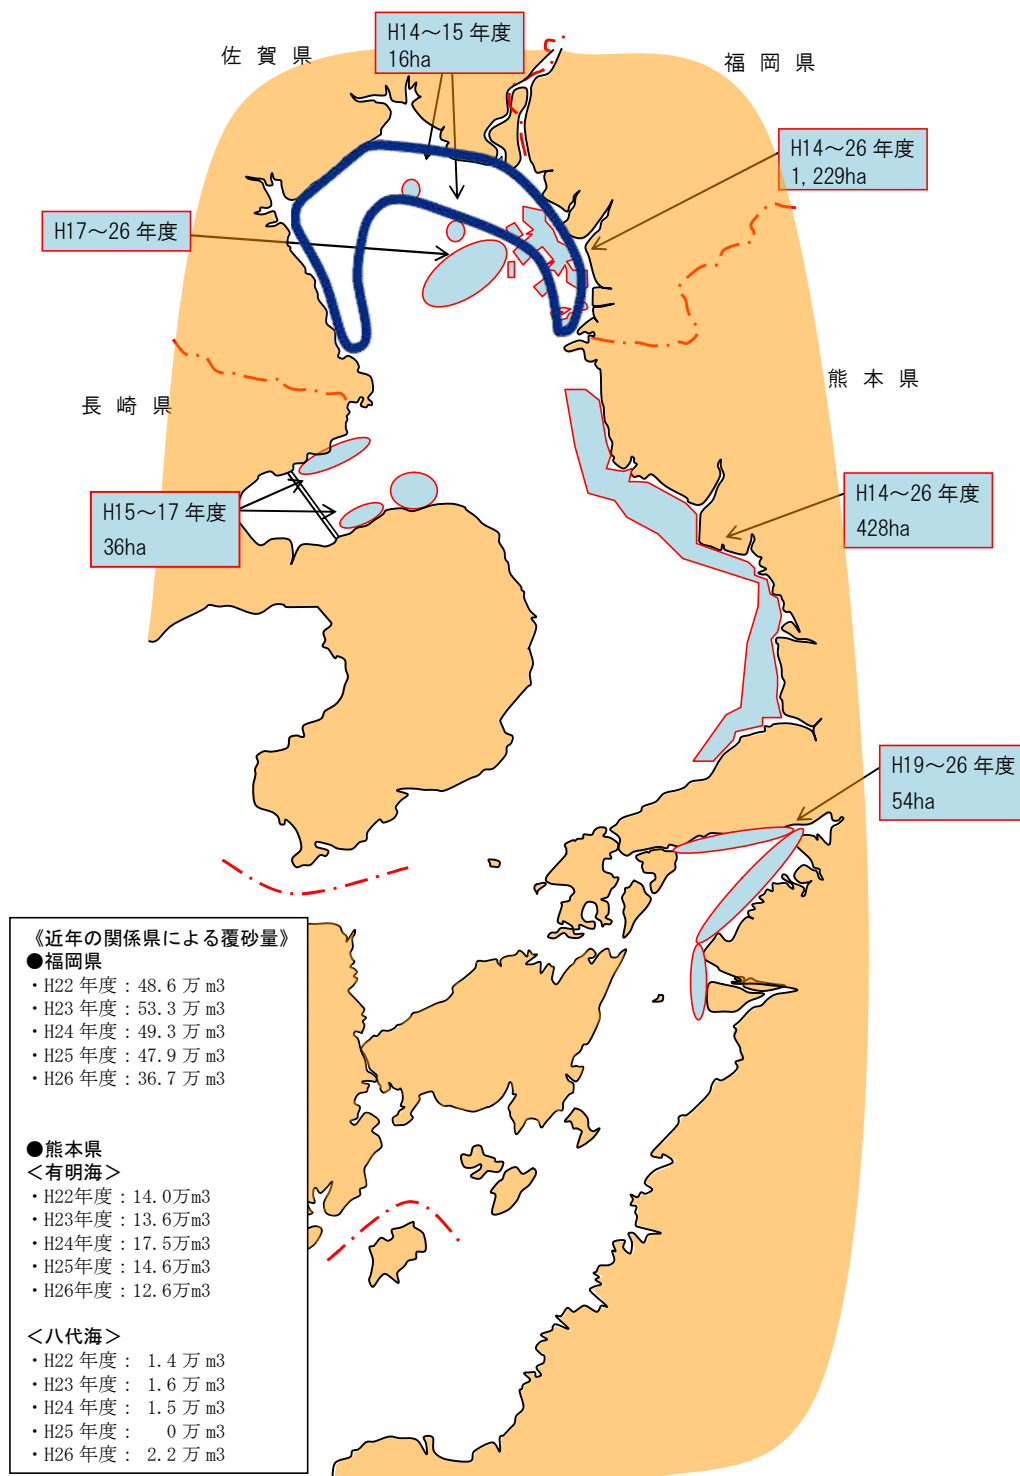 佐 賀 県
H14～15 年度
16ha
福 岡 県
H14～26 年度
1,229ha
H17～26 年度
熊 本 県
長 崎 県
H15～17 年度
36ha
H14～26 年度
428ha
H19～26 年度
54ha
《近年の関係県による覆砂量》
●福岡県
・H22 年度：48.6 万 m3
・H23 年度：53.3 万 m3
・H24 年度：49.3 万 m3
・H25 年度：47.9 万 m3
・H26 年度：36.7 万 m3
●熊本県
＜有明海＞
・H22年度：14.0万m3
・H23年度：13.6万m3
・H24年度：17.5万m3
・H25年度：14.6万m3
・H26年度：12.6万m3
＜八代海＞
・H22 年度： 1.4 万 m3
・H23 年度： 1.6 万 m3
・H24 年度： 1.5 万 m3
・H25 年度： 0 万 m3
・H26 年度： 2.2 万 m3